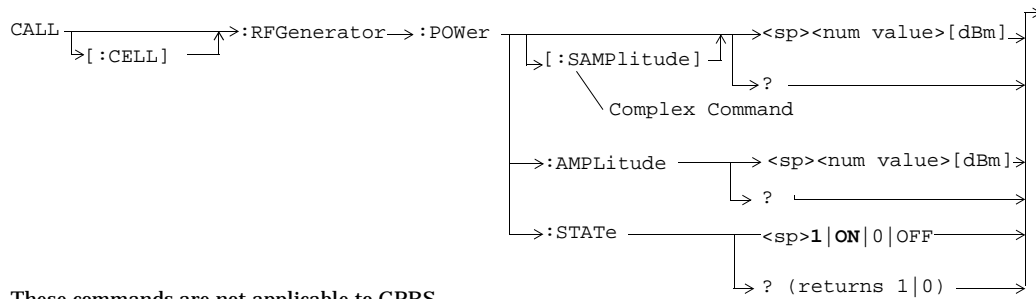 CALL :RFGenerator :POWer <sp><num value>[dBm]
[:CELL] [:SAMPlitude]
?
Complex Command
:AMPLitude <sp><num value>[dBm]
?
:STATe <sp>1|ON|0|OFF
? (returns 1|0)
These commands are not applicable to GPRS